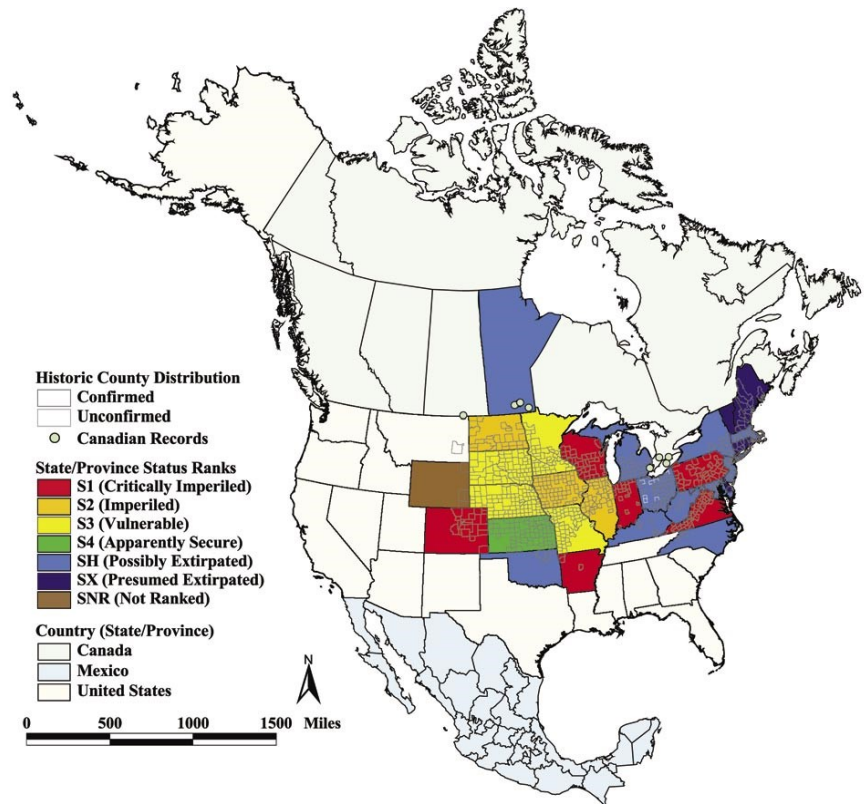 Historic County Distribution
Confirmed
Unconfirmed
Canadian Records
State/Province Status Ranks
S1 (Critically Imperiled)
S2 (Imperiled)
S3 (Vulnerable)
S4 (Apparently Secure)
SH (Possibly Extirpated)
SX (Presumed Extirpated)
SNR (Not Ranked)
Country (State/Province)
Canada
Mexico
United States
N
0 500 1000 1500 Miles